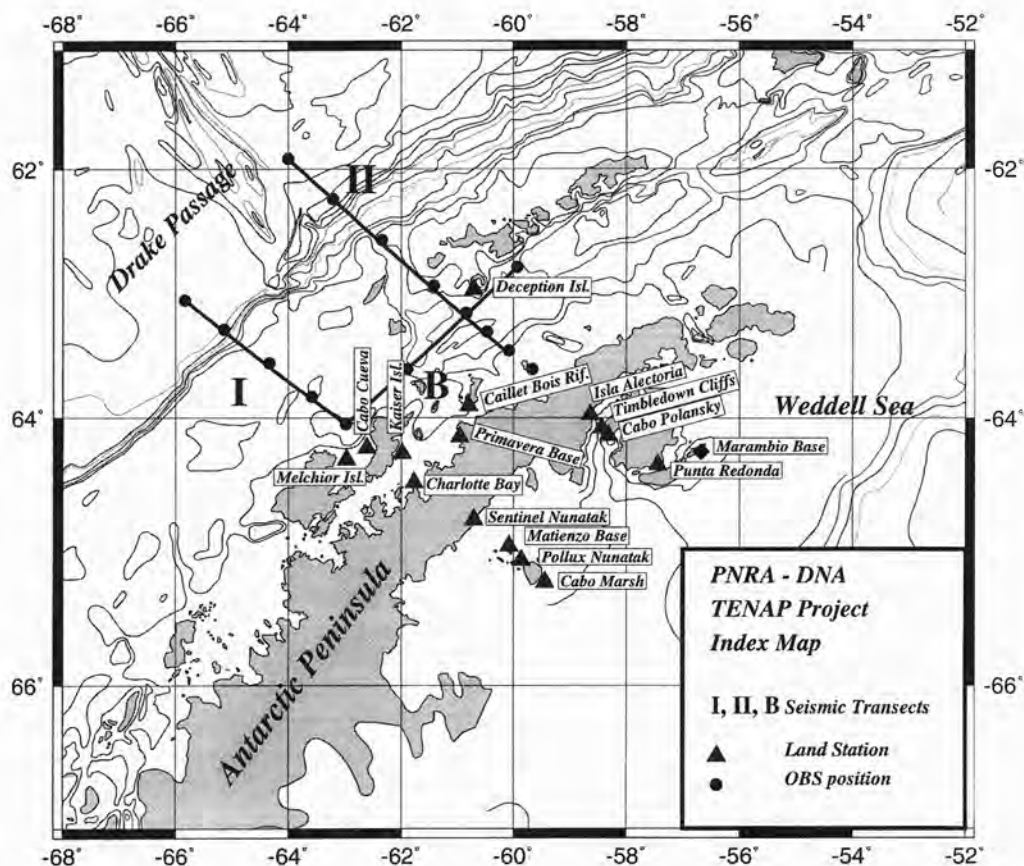 -68 -66 -64 -62 -60 -58 -56 -54 -52
-62 -62
II
Drake Passage
Deception Isl.
I
Cabo Cueva
Kaiser Isl.
B
Caillet Bois Rif.
Isla Alectoria
Timbledown Cliffs
Cabo Polansky
Weddell Sea
-64 -64
Primavera Base
Marambio Base
Punta Redonda
Melchior Isl.
Charlotte Bay
Sentinel Nunatak
Matienzo Base
Pollux Nunatak
Cabo Marsh
Antarctic Peninsula
-66 -66
PNRA - DNA
TENAP Project
Index Map
I, II, B Seismic Transects
Land Station
OBS position
-68 -66 -64 -62 -60 -58 -56 -54 -52